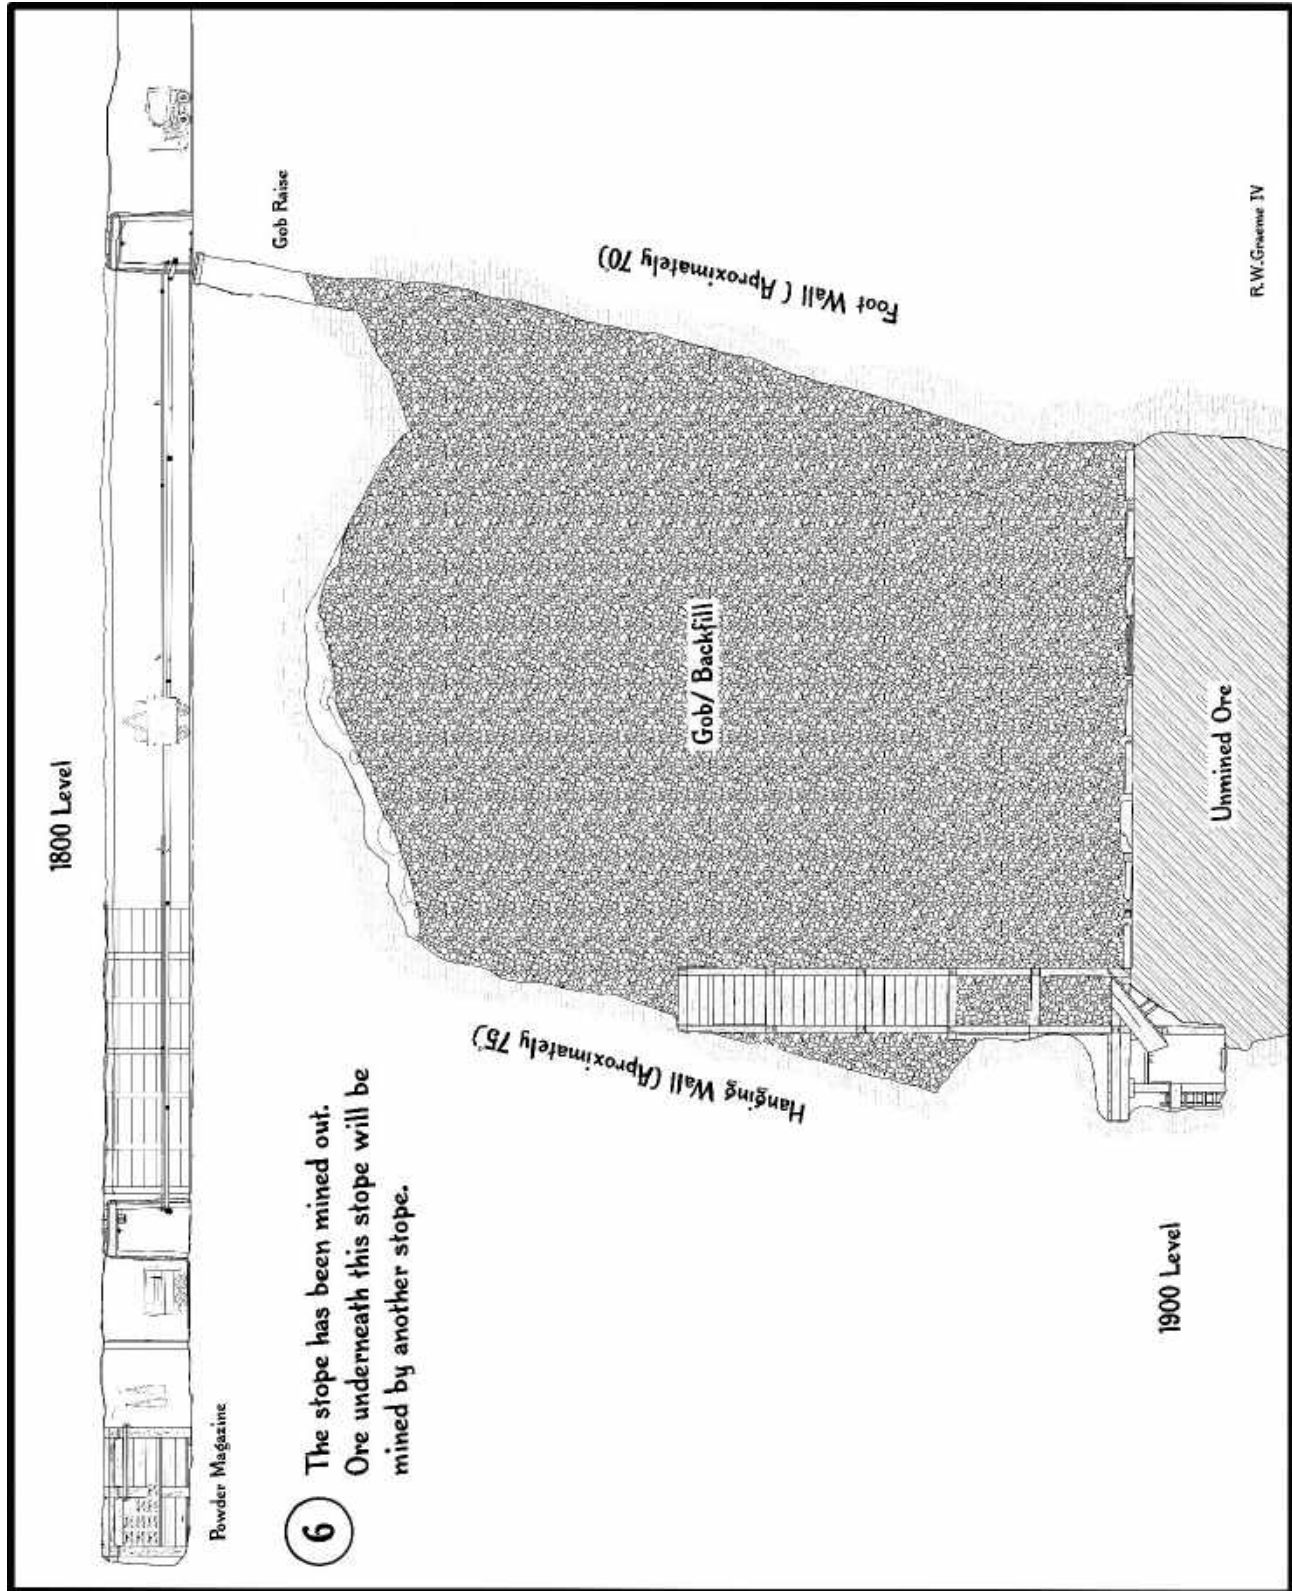 1800 Level
Powder Magazine
Gob Raise
6
The stope has been mined out.
Ore underneath this stope will be
mined by another stope.
Hanging Wall (Aproximately 75°)
Foot Wall ( Aproximately 70°)
Gob/ Backfill
Unmined Ore
1900 Level
R.W.Graeme IV